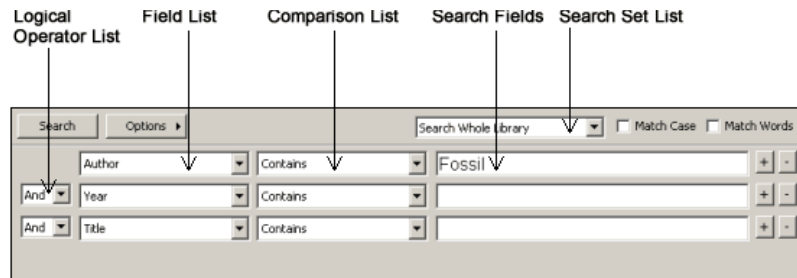 Logical Operator List
Field List
Comparison List
Search Fields
Search Set List
Search Options Search Whole Library Match Case Match Words
Author Contains Fossil + -
And Year Contains + -
And Title Contains + -